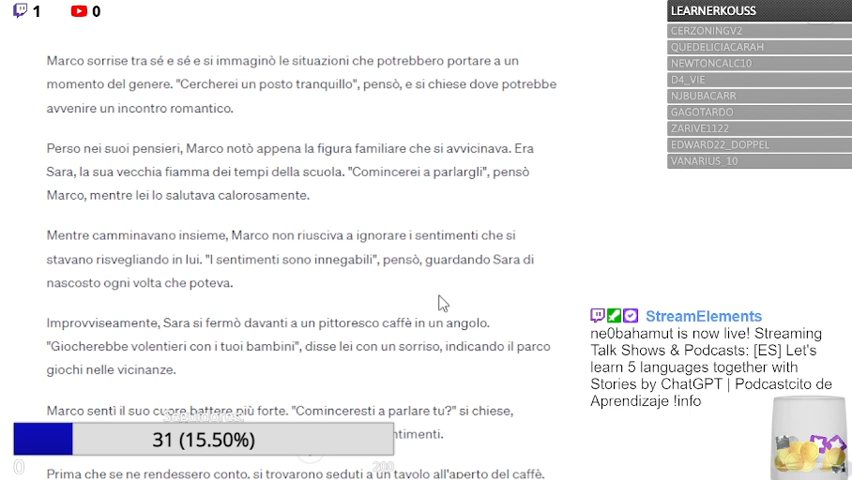 1
0
Marco sorrise tra sé e sé e si immaginò le situazioni che potrebbero portare a un
momento del genere. "Cercherei un posto tranquillo", pensò, e si chiese dove potrebbe
avvenire un incontro romantico.
Perso nei suoi pensieri, Marco notò appena la figura familiare che si avvicinava. Era
Sara, la sua vecchia fiamma dei tempi della scuola. "Comincerei a parlargli", pensò
Marco, mentre lei lo salutava calorosamente.
Mentre camminavano insieme, Marco non riusciva a ignorare i sentimenti che si
stavano risvegliando in lui. "I sentimenti sono innegabili", pensò, guardando Sara di
nascosto ogni volta che poteva.
Improvviseamente, Sara si fermò davanti a un pittoresco caffè in un angolo.
"Giocherebbe volentieri con i tuoi bambini", disse lei con un sorriso, indicando il parco
giochi nelle vicinanze.
Marco sentì il suo cuore battere più forte. "Cominceresti a parlare tu?" si chiese,
ntimenti.
Prima che se ne rendessero conto, si trovarono seduti a un tavolo all'aperto del caffè,
31 (15.50%)
0
200
LEARNERKOUSS
CERZONINGV2
QUEDELICIACARAH
NEWTONCALC10
D4_VIE
NJBUBACARR
GAGOTARDO
ZARIVE1122
EDWARD22_DOPPEL
VANARIUS_10
StreamElements
ne0bahamut is now live! Streaming
Talk Shows & Podcasts: [ES] Let's
learn 5 languages together with
Stories by ChatGPT | Podcastcito de
Aprendizaje !info